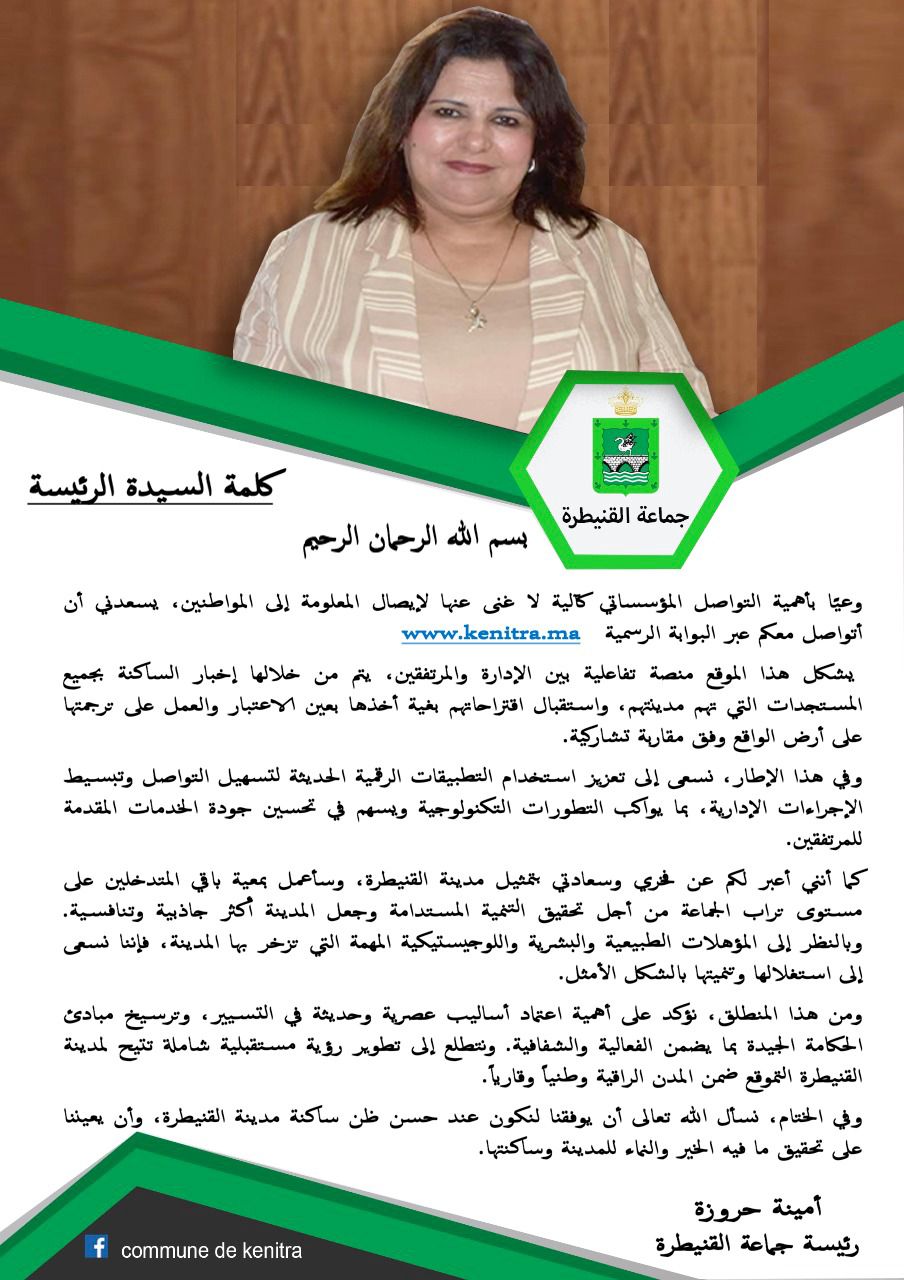 جماعة القنيطرة
كلمة السيدة الرئيسة
بسم الله الرحمان الرحيم
وعيًا بأهمية التواصل المؤسساتي كآلية لا غنى عنها لإيصال المعلومة إلى المواطنين، يسعدني أن
أتواصل معكم عبر البوابة الرسمية www.kenitra.ma
يشكل هذا الموقع منصة تفاعلية بين الإدارة والمرتفقين، يتم من خلالها إخبار الساكنة بجميع
المستجدات التي تهم مدينتهم، واستقبال اقتراحاتهم بغية أخذها بعين الاعتبار والعمل على ترجمتها
على أرض الواقع وفق مقاربة تشاركية.
وفي هذا الإطار، نسعى إلى تعزيز استخدام التطبيقات الرقمية الحديثة لتسهيل التواصل وتبسيط
الإجراءات الإدارية، بما يواكب التطورات التكنولوجية ويسهم في تحسين جودة الخدمات المقدمة
للمرتفقين.
كما أنني أعبر لكم عن فخري وسعادتي بتمثيل مدينة القنيطرة، وسأعمل بمعية باقي المتدخلين على
مستوى تراب الجماعة من أجل تحقيق التنمية المستدامة وجعل المدينة أكثر جاذبية وتنافسية.
وبالنظر إلى المؤهلات الطبيعية والبشرية واللوجيستيكية المهمة التي تزخر بها المدينة، فإننا نسعى
إلى استغلالها وتنميتها بالشكل الأمثل.
ومن هذا المنطلق، نؤكد على أهمية اعتماد أساليب عصرية وحديثة في التسيير، وترسيخ مبادئ
الحكامة الجيدة بما يضمن الفعالية والشفافية. ونتطلع إلى تطوير رؤية مستقبلية شاملة تتيح لمدينة
القنيطرة التموقع ضمن المدن الراقية وطنياً وقارياً.
وفي الختام، نسأل الله تعالى أن يوفقنا لنكون عند حسن ظن ساكنة مدينة القنيطرة، وأن يعيننا
على تحقيق ما فيه الخير والنماء للمدينة وساكنتها.
أمينة حروزة
رئيسة جماعة القنيطرة
commune de kenitra